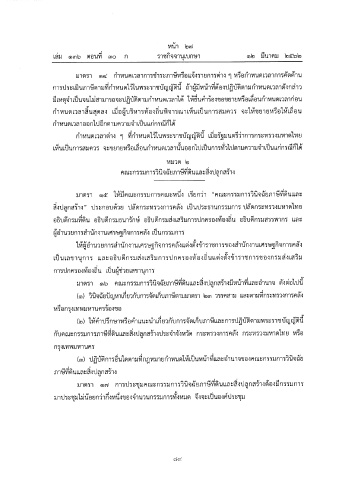 หน้า ๒๗
เล่ม ๑๓๖ ตอนที่ ๓๐ ก ราชกิจจานุเบกษา ๑๒ มีนาคม ๒๕๖๒
มาตรา ๑๔ กำหนดเวลาการชำระภาษีหรือแจ้งรายการต่าง ๆ หรือกำหนดเวลาการคัดค้าน
การประเมินภาษีตามที่กำหนดไว้ในพระราชบัญญัตินี้ ถ้าผู้มีหน้าที่ต้องปฏิบัติตามกำหนดเวลาดังกล่าว
มีเหตุจำเป็นจนไม่สามารถจะปฏิบัติตามกำหนดเวลาได้ ให้ยื่นคำร้องขอขยายหรือเลื่อนกำหนดเวลาก่อน
กำหนดเวลาสิ้นสุดลง เมื่อผู้บริหารท้องถิ่นพิจารณาเห็นเป็นการสมควร จะให้ขยายหรือให้เลื่อน
กำหนดเวลาออกไปอีกตามความจำเป็นแก่กรณีก็ได้
กำหนดเวลาต่าง ๆ ที่กำหนดไว้ในพระราชบัญญัตินี้ เมื่อรัฐมนตรีว่าการกระทรวงมหาดไทย
เห็นเป็นการสมควร จะขยายหรือเลื่อนกำหนดเวลานั้นออกไปเป็นการทั่วไปตามความจำเป็นแก่กรณีก็ได้
หมวด ๒
คณะกรรมการวินิจฉัยภาษีที่ดินและสิ่งปลูกสร้าง
มาตรา ๑๕ ให้มีคณะกรรมการคณะหนึ่ง เรียกว่า “คณะกรรมการวินิจฉัยภาษีที่ดินและ
สิ่งปลูกสร้าง” ประกอบด้วย ปลัดกระทรวงการคลัง เป็นประธานกรรมการ ปลัดกระทรวงมหาดไทย
อธิบดีกรมที่ดิน อธิบดีกรมธนารักษ์ อธิบดีกรมส่งเสริมการปกครองท้องถิ่น อธิบดีกรมสรรพากร และ
ผู้อำนวยการสำนักงานเศรษฐกิจการคลัง เป็นกรรมการ
ให้ผู้อำนวยการสำนักงานเศรษฐกิจการคลังแต่งตั้งข้าราชการของสำนักงานเศรษฐกิจการคลัง
เป็นเลขานุการ และอธิบดีกรมส่งเสริมการปกครองท้องถิ่นแต่งตั้งข้าราชการของกรมส่งเสริม
การปกครองท้องถิ่น เป็นผู้ช่วยเลขานุการ
มาตรา ๑๖ คณะกรรมการวินิจฉัยภาษีที่ดินและสิ่งปลูกสร้างมีหน้าที่และอำนาจ ดังต่อไปนี้
(๑) วินิจฉัยปัญหาเกี่ยวกับการจัดเก็บภาษีตามมาตรา ๒๓ วรรคสาม และตามที่กระทรวงการคลัง
หรือกรุงเทพมหานครร้องขอ
(๒) ให้คำปรึกษาหรือคำแนะนำเกี่ยวกับการจัดเก็บภาษีและการปฏิบัติตามพระราชบัญญัตินี้
กับคณะกรรมการภาษีที่ดินและสิ่งปลูกสร้างประจำจังหวัด กระทรวงการคลัง กระทรวงมหาดไทย หรือ
กรุงเทพมหานคร
(๓) ปฏิบัติการอื่นใดตามที่กฎหมายกำหนดให้เป็นหน้าที่และอำนาจของคณะกรรมการวินิจฉัย
ภาษีที่ดินและสิ่งปลูกสร้าง
มาตรา ๑๗ การประชุมคณะกรรมการวินิจฉัยภาษีที่ดินและสิ่งปลูกสร้างต้องมีกรรมการ
มาประชุมไม่น้อยกว่ากึ่งหนึ่งของจำนวนกรรมการทั้งหมด จึงจะเป็นองค์ประชุม